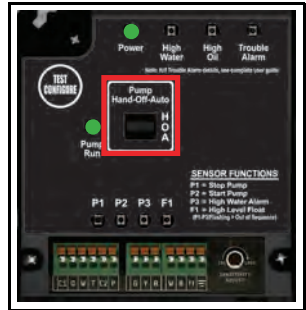 Power High Water High Oil Trouble Alarm
Note: H/T Trouble Alarm details, see complete user guide
TEST
CONFIGURE
Pump
Hand-Off-Auto
H
O
A
Pump
Run
SENSOR FUNCTIONS
P1 = Stop Pump
P2 = Start Pump
P3 = High Water Alarm
F1 = High Level Float
(P1-P3 Flashing = Out of Sequence)
P1 P2 P3 F1
G Y R
W B
SENSITIVITY